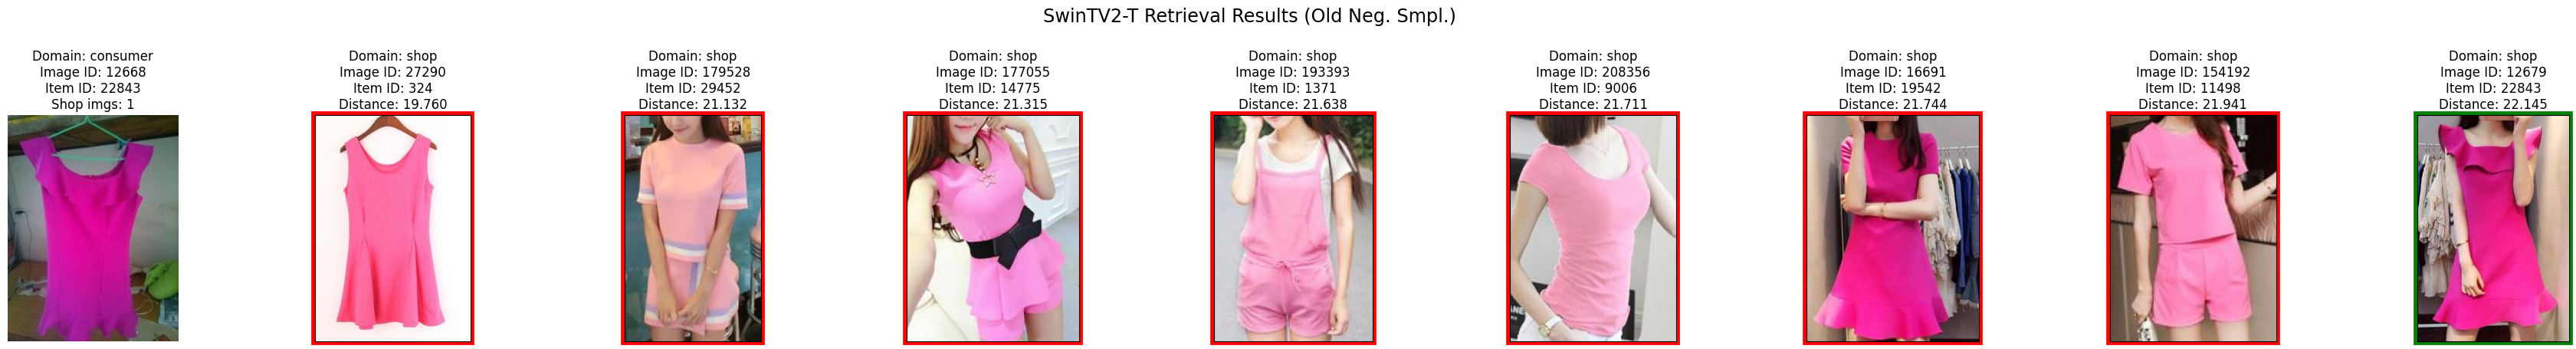 SwinTV2-T Retrieval Results (Old Neg. Smpl.)
Domain: consumer
Image ID: 12668
Item ID: 22843
Shop imgs: 1
Domain: shop
Image ID: 27290
Item ID: 324
Distance: 19.760
Domain: shop
Image ID: 179528
Item ID: 29452
Distance: 21.132
Domain: shop
Image ID: 177055
Item ID: 14775
Distance: 21.315
Domain: shop
Image ID: 193393
Item ID: 1371
Distance: 21.638
Domain: shop
Image ID: 208356
Item ID: 9006
Distance: 21.711
Domain: shop
Image ID: 16691
Item ID: 19542
Distance: 21.744
Domain: shop
Image ID: 154192
Item ID: 11498
Distance: 21.941
Domain: shop
Image ID: 12679
Item ID: 22843
Distance: 22.145